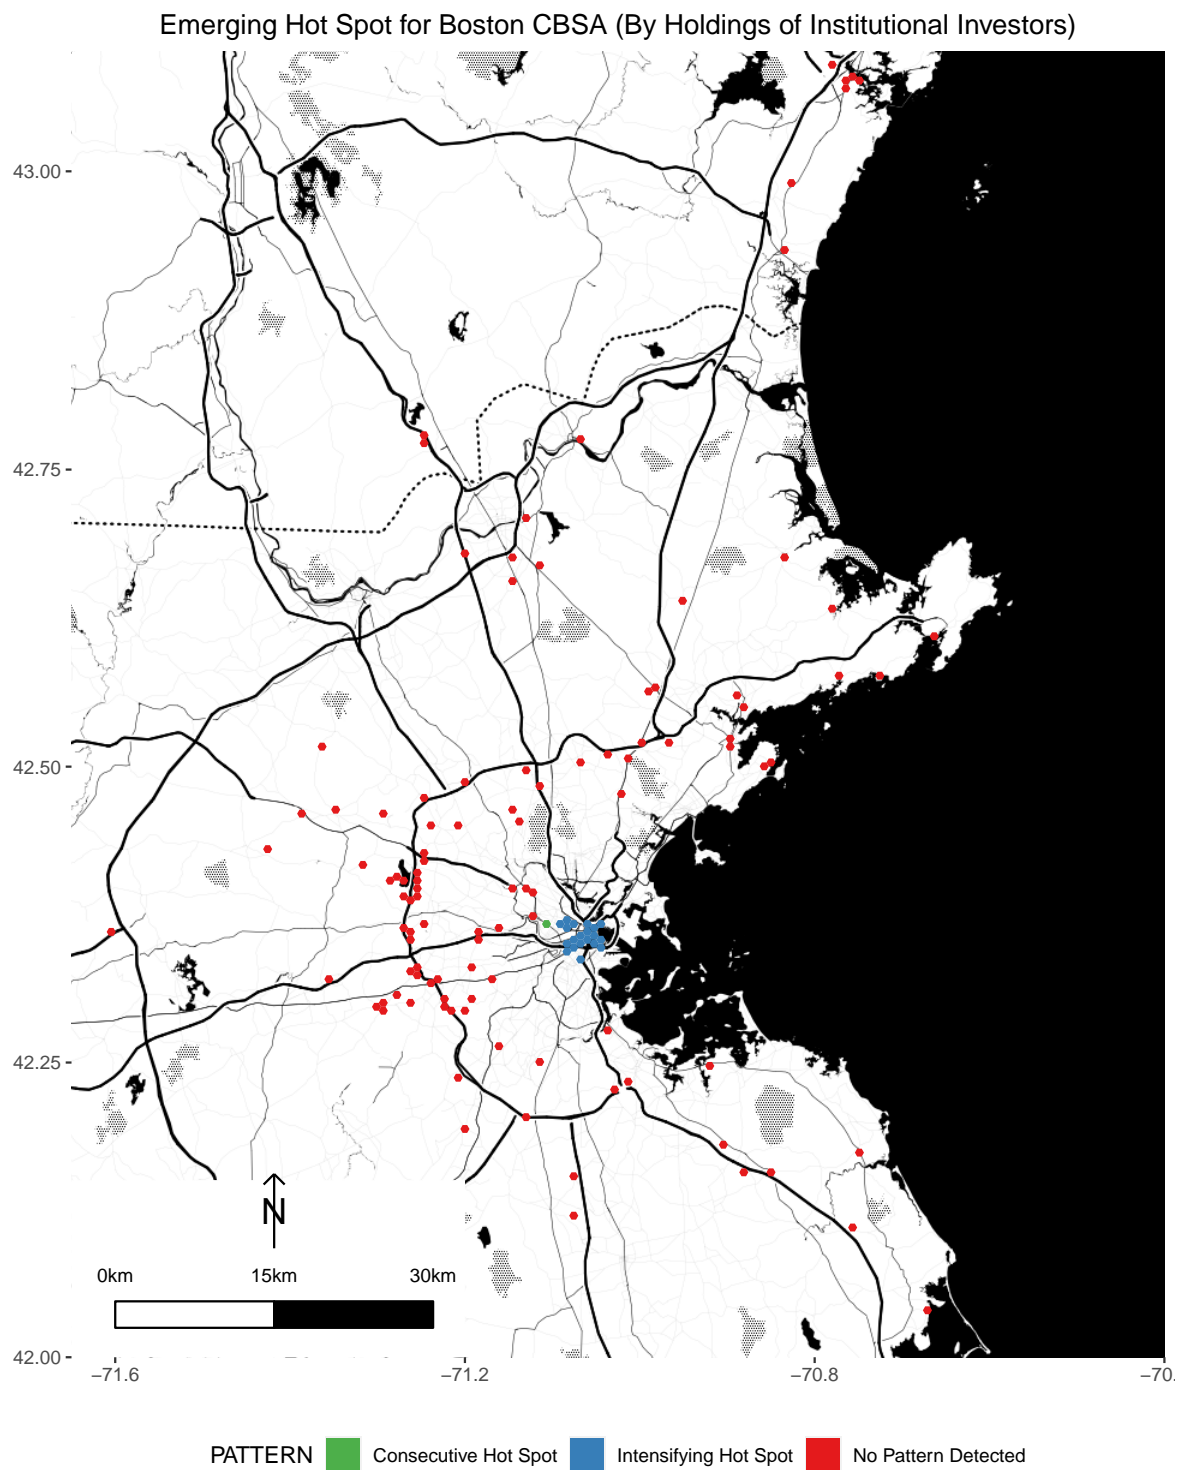 Emerging Hot Spot for Boston CBSA (By Holdings of Institutional Investors)
43.00
42.75
42.50
42.25
42.00
N
0km 15km 30km
−71.6 −71.2 −70.8 −70.
PATTERN Consecutive Hot Spot Intensifying Hot Spot No Pattern Detected